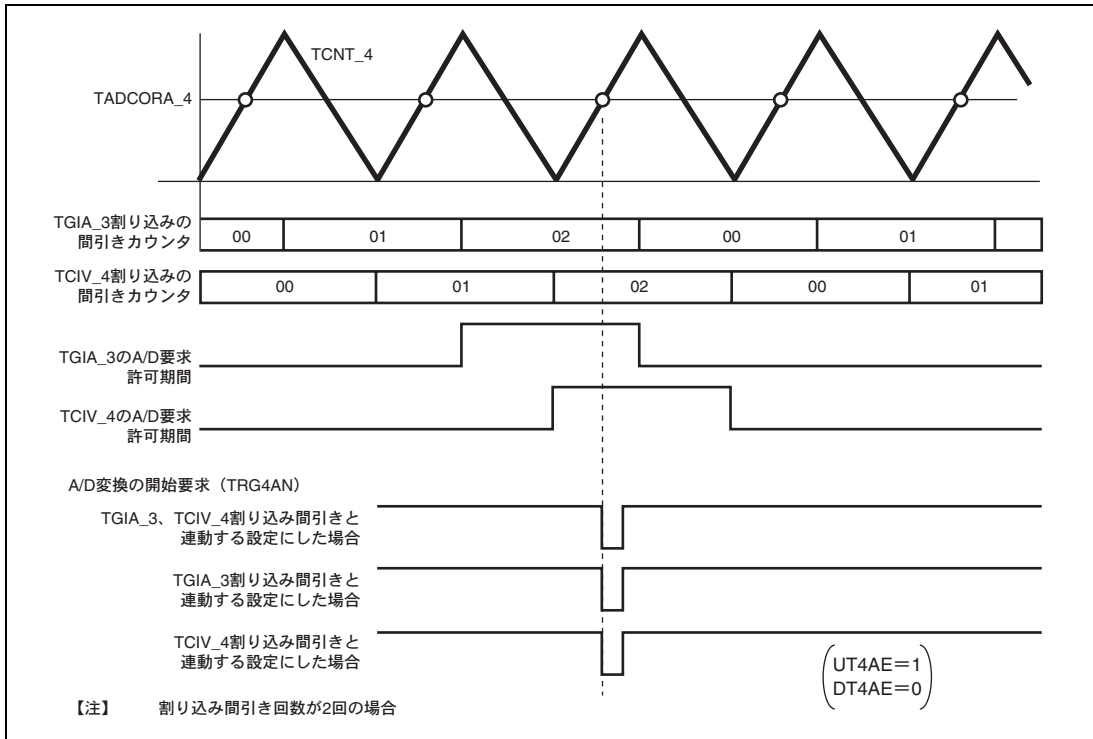 TCNT_4
TADCORA_4
TGIA_3割り込みの
間引きカウンタ
00
01
02
00
01
TCIV_4割り込みの
間引きカウンタ
00
01
02
00
01
TGIA_3のA/D要求
許可期間
TCIV_4のA/D要求
許可期間
A/D変換の開始要求（TRG4AN）
TGIA_3、TCIV_4割り込み間引きと
連動する設定にした場合
TGIA_3割り込み間引きと
連動する設定にした場合
TCIV_4割り込み間引きと
連動する設定にした場合
UT4AE＝1
DT4AE＝0
【注】 割り込み間引き回数が2回の場合